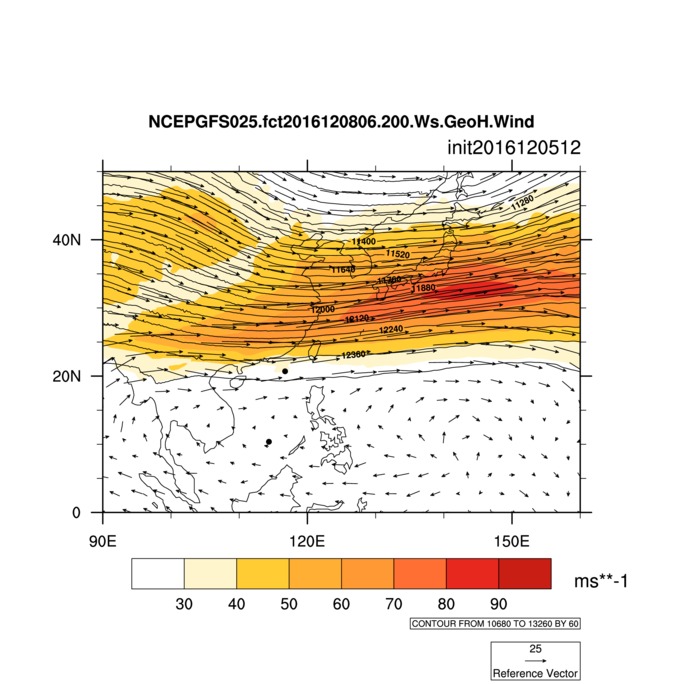 NCEPGFS025.fct2016120806.200.Ws.GeoH.Wind
init2016120512
11280
40N
11400
11520
11640
11760
11880
12000
12120
12240
12360
20N
0
90E 120E 150E
30 40 50 60 70 80 90
ms**-1
CONTOUR FROM 10680 TO 13260 BY 60
25
Reference Vector